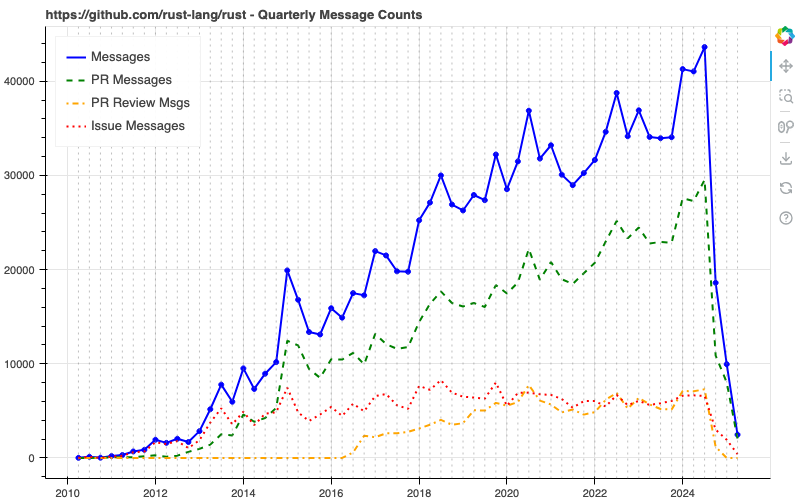 https://github.com/rust-lang/rust - Quarterly Message Counts
Messages
PR Messages
PR Review Msgs
Issue Messages
40000
30000
20000
10000
0
2010 2012 2014 2016 2018 2020 2022 2024